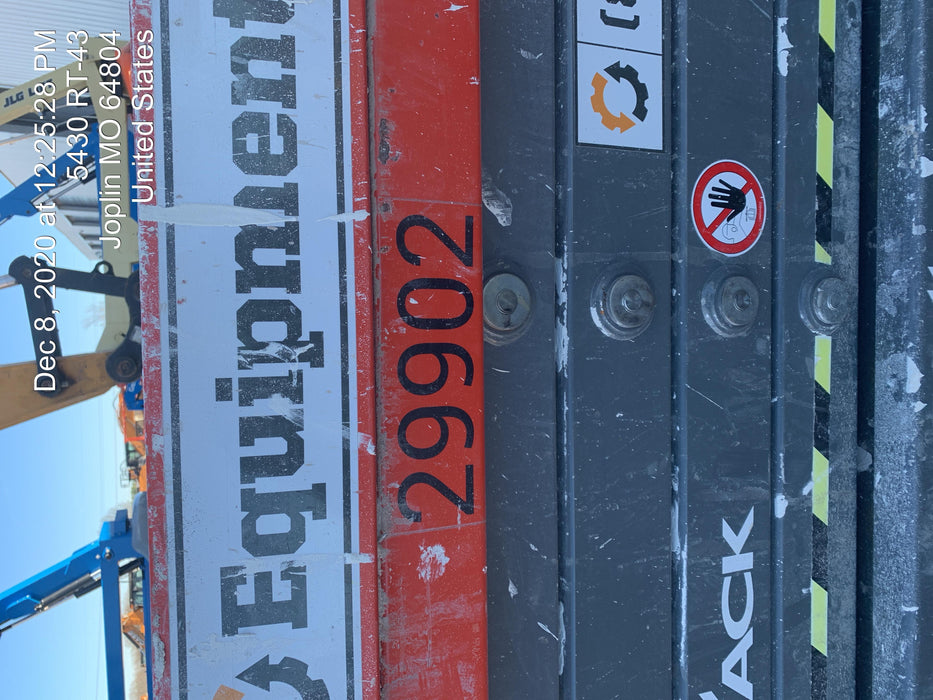 Dec 8, 2020 at 12:25:28 PM
5430 RT-43
Joplin MO 64804
United States
JLG
Equipment
29902
ACK